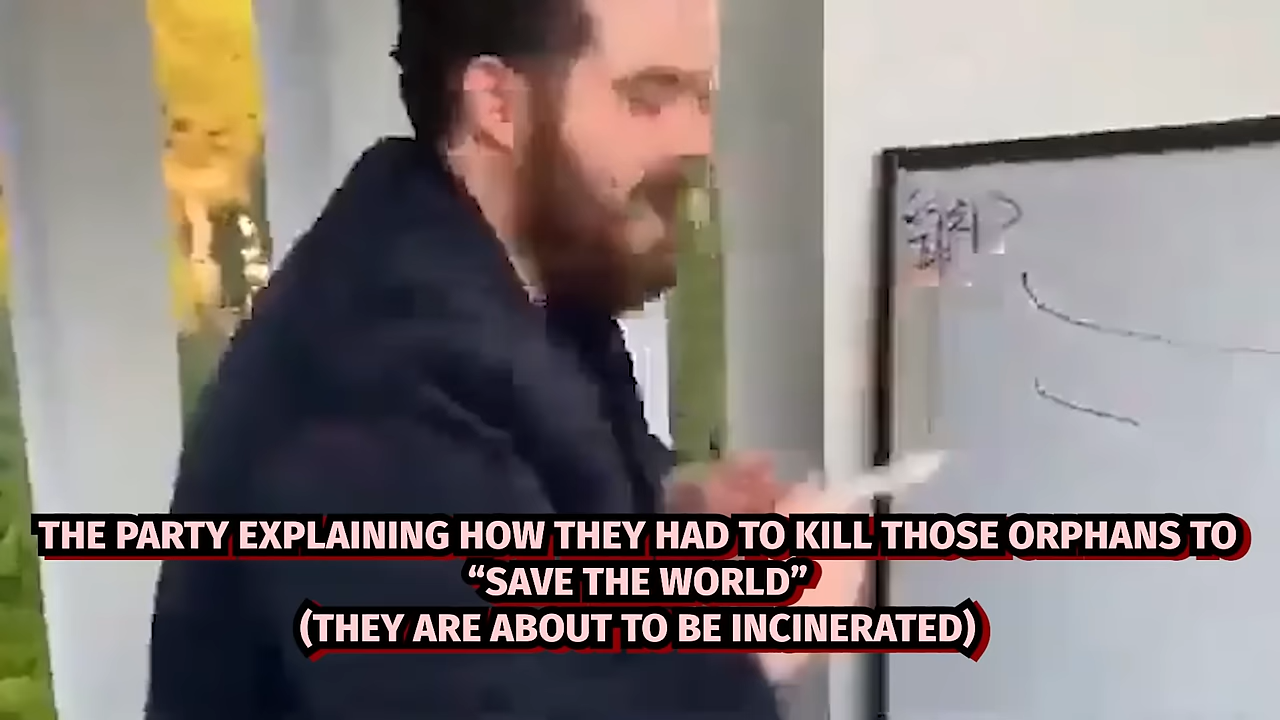 THE PARTY EXPLAINING HOW THEY HAD TO KILL THOSE ORPHANS TO
“SAVE THE WORLD”
(THEY ARE ABOUT TO BE INCINERATED)